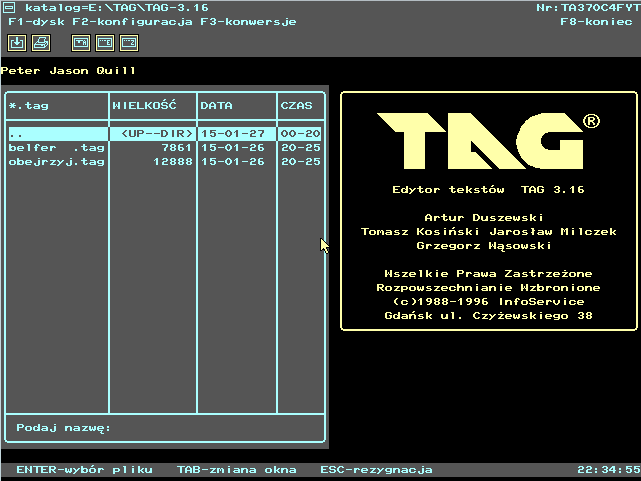 katalog=E:\TAG\TAG-3.16 Nr:TA370C4FYT
F1-dysk F2-konfiguracja F3-konwersje F8-koniec
Peter Jason Quill
*.tag WIELKOŚĆ DATA CZAS
.. <UP--DIR> 15-01-27 00-20
belfer .tag 7861 15-01-26 20-25
obejrzyj.tag 12888 15-01-26 20-25
Podaj nazwę:
TAG®
Edytor tekstów TAG 3.16
Artur Duszewski
Tomasz Kosiński Jarosław Milczek
Grzegorz Wąsowski
Wszelkie Prawa Zastrzeżone
Rozpowszechnianie Wzbronione
(c)1988-1996 InfoService
Gdańsk ul. Czyżewskiego 38
ENTER-wybór pliku TAB-zmiana okna ESC-rezygnacja 22:34:55